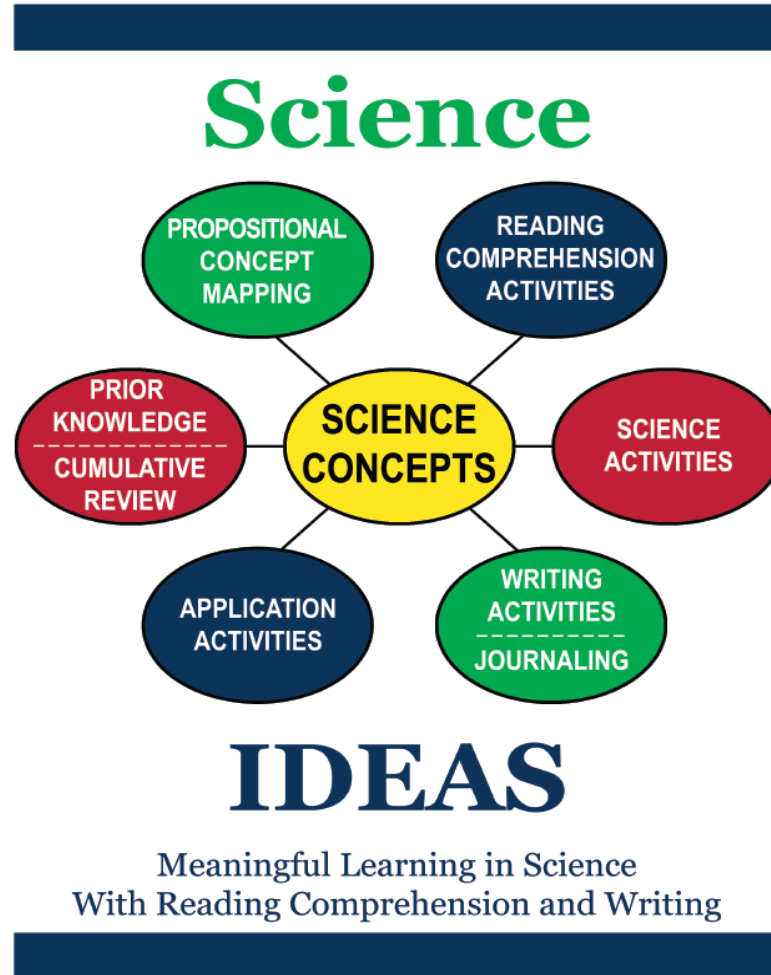 Science
PROPOSITIONAL
CONCEPT
MAPPING
READING
COMPREHENSION
ACTIVITIES
PRIOR
KNOWLEDGE
CUMULATIVE
REVIEW
SCIENCE
CONCEPTS
SCIENCE
ACTIVITIES
APPLICATION
ACTIVITIES
WRITING
ACTIVITIES
JOURNALING
IDEAS
Meaningful Learning in Science
With Reading Comprehension and Writing